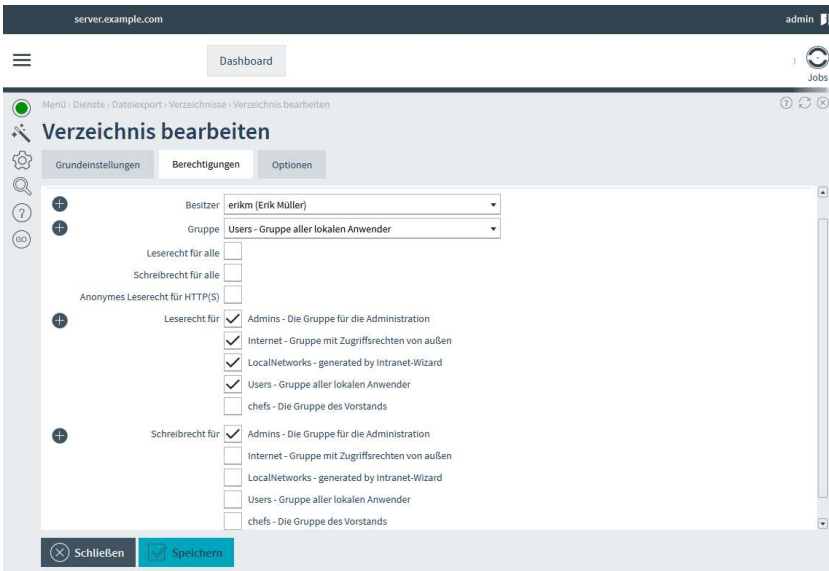 server.example.com
admin
Dashboard
Jobs
Menü › Dienste › Dateiexport › Verzeichnisse › Verzeichnis bearbeiten
Verzeichnis bearbeiten
Grundeinstellungen
Berechtigungen
Optionen
Besitzer erikm (Erik Müller)
Gruppe Users - Gruppe aller lokalen Anwender
Leserecht für alle
Schreibrecht für alle
Anonymes Leserecht für HTTP(S)
Leserecht für Admins - Die Gruppe für die Administration
Internet - Gruppe mit Zugriffsrechten von außen
LocalNetworks - generated by Intranet-Wizard
Users - Gruppe aller lokalen Anwender
chefs - Die Gruppe des Vorstands
Schreibrecht für Admins - Die Gruppe für die Administration
Internet - Gruppe mit Zugriffsrechten von außen
LocalNetworks - generated by Intranet-Wizard
Users - Gruppe aller lokalen Anwender
chefs - Die Gruppe des Vorstands
GO
Schließen
Speichern